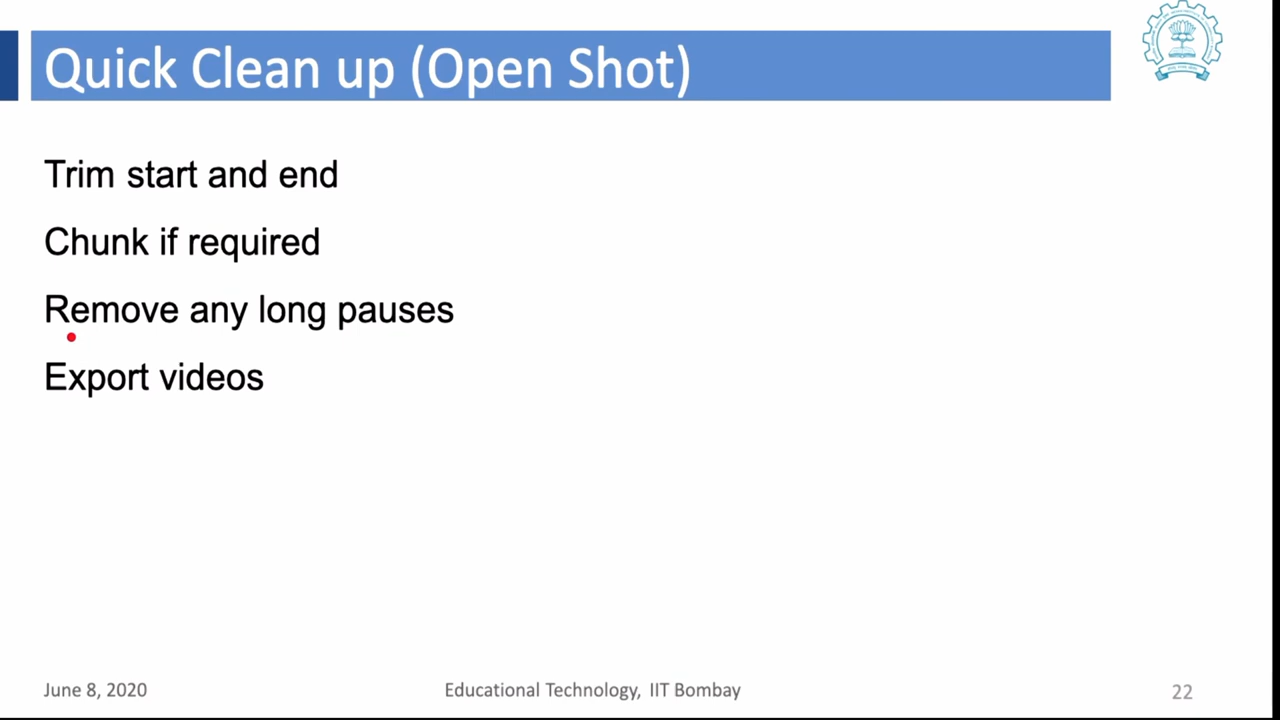 Quick Clean up (Open Shot)
Trim start and end
Chunk if required
Remove any long pauses
Export videos
June 8, 2020
Educational Technology, IIT Bombay
22